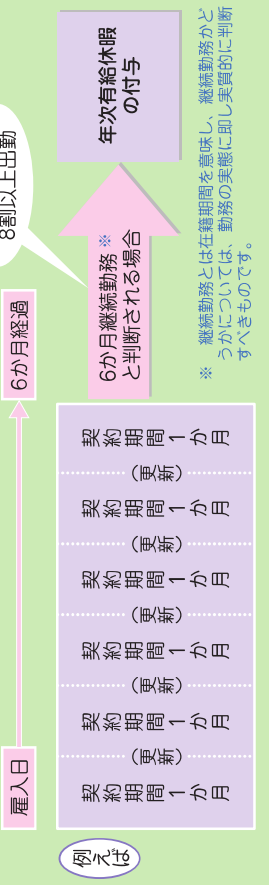 例えば
雇入日
6か月経過
8割以上出勤
契約期間1か月
（更新）
契約期間1か月
（更新）
契約期間1か月
（更新）
契約期間1か月
（更新）
契約期間1か月
（更新）
契約期間1か月
6か月継続勤務※
と判断される場合
年次有給休暇
の付与
※　継続勤務とは在籍期間を意味し、継続勤務かど
うかについては、勤務の実態に即し実質的に判断
すべきものです。